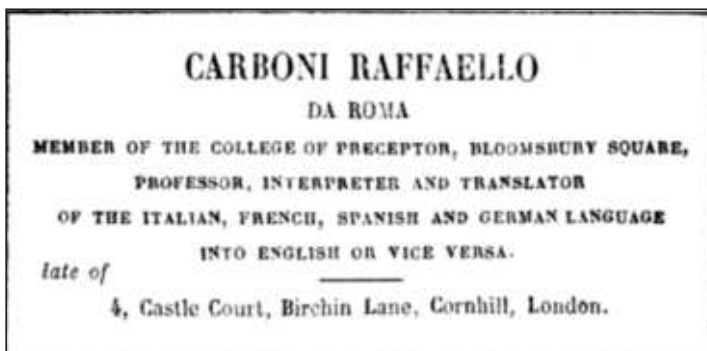 CARBONI RAFFAELLO
DA ROMA
MEMBER OF THE COLLEGE OF PRECEPTOR, BLOOMSBURY SQUARE,
PROFESSOR, INTERPRETER AND TRANSLATOR
OF THE ITALIAN, FRENCH, SPANISH AND GERMAN LANGUAGE
INTO ENGLISH OR VICE VERSA.
late of
4, Castle Court, Birchin Lane, Cornhill, London.